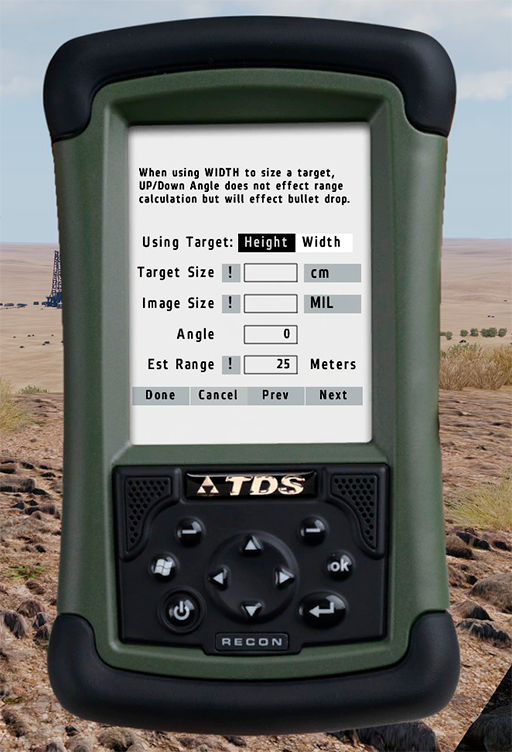 When using WIDTH to size a target,
UP/Down Angle does not effect range
calculation but will effect bullet drop.
Using Target: Height Width
Target Size ! cm
Image Size ! MIL
Angle 0
Est Range ! 25 Meters
Done Cancel Prev Next
TDS
ok
RECON